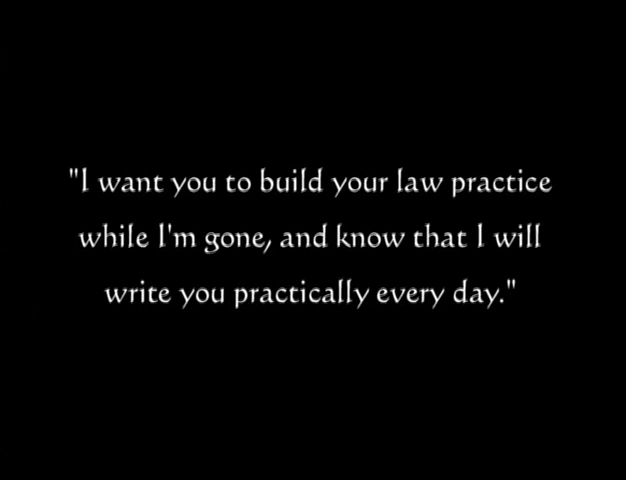 "I want you to build your law practice
while I'm gone, and know that I will
write you practically every day."